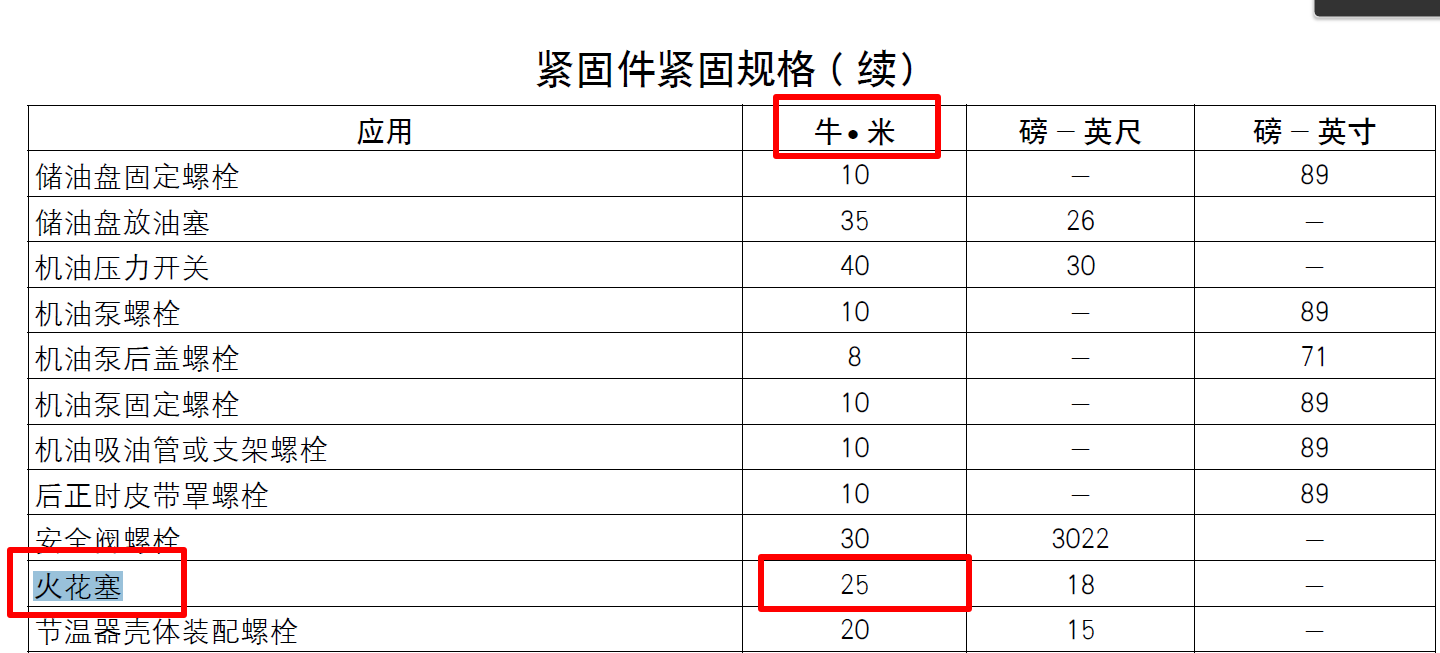 紧固件紧固规格（续）
应用 牛•米 磅－英尺 磅－英寸
储油盘固定螺栓 10 － 89
储油盘放油塞 35 26 －
机油压力开关 40 30 －
机油泵螺栓 10 － 89
机油泵后盖螺栓 8 － 71
机油泵固定螺栓 10 － 89
机油吸油管或支架螺栓 10 － 89
后正时皮带罩螺栓 10 － 89
安全阀螺栓 30 3022 －
火花塞 25 18 －
节温器壳体装配螺栓 20 15 －